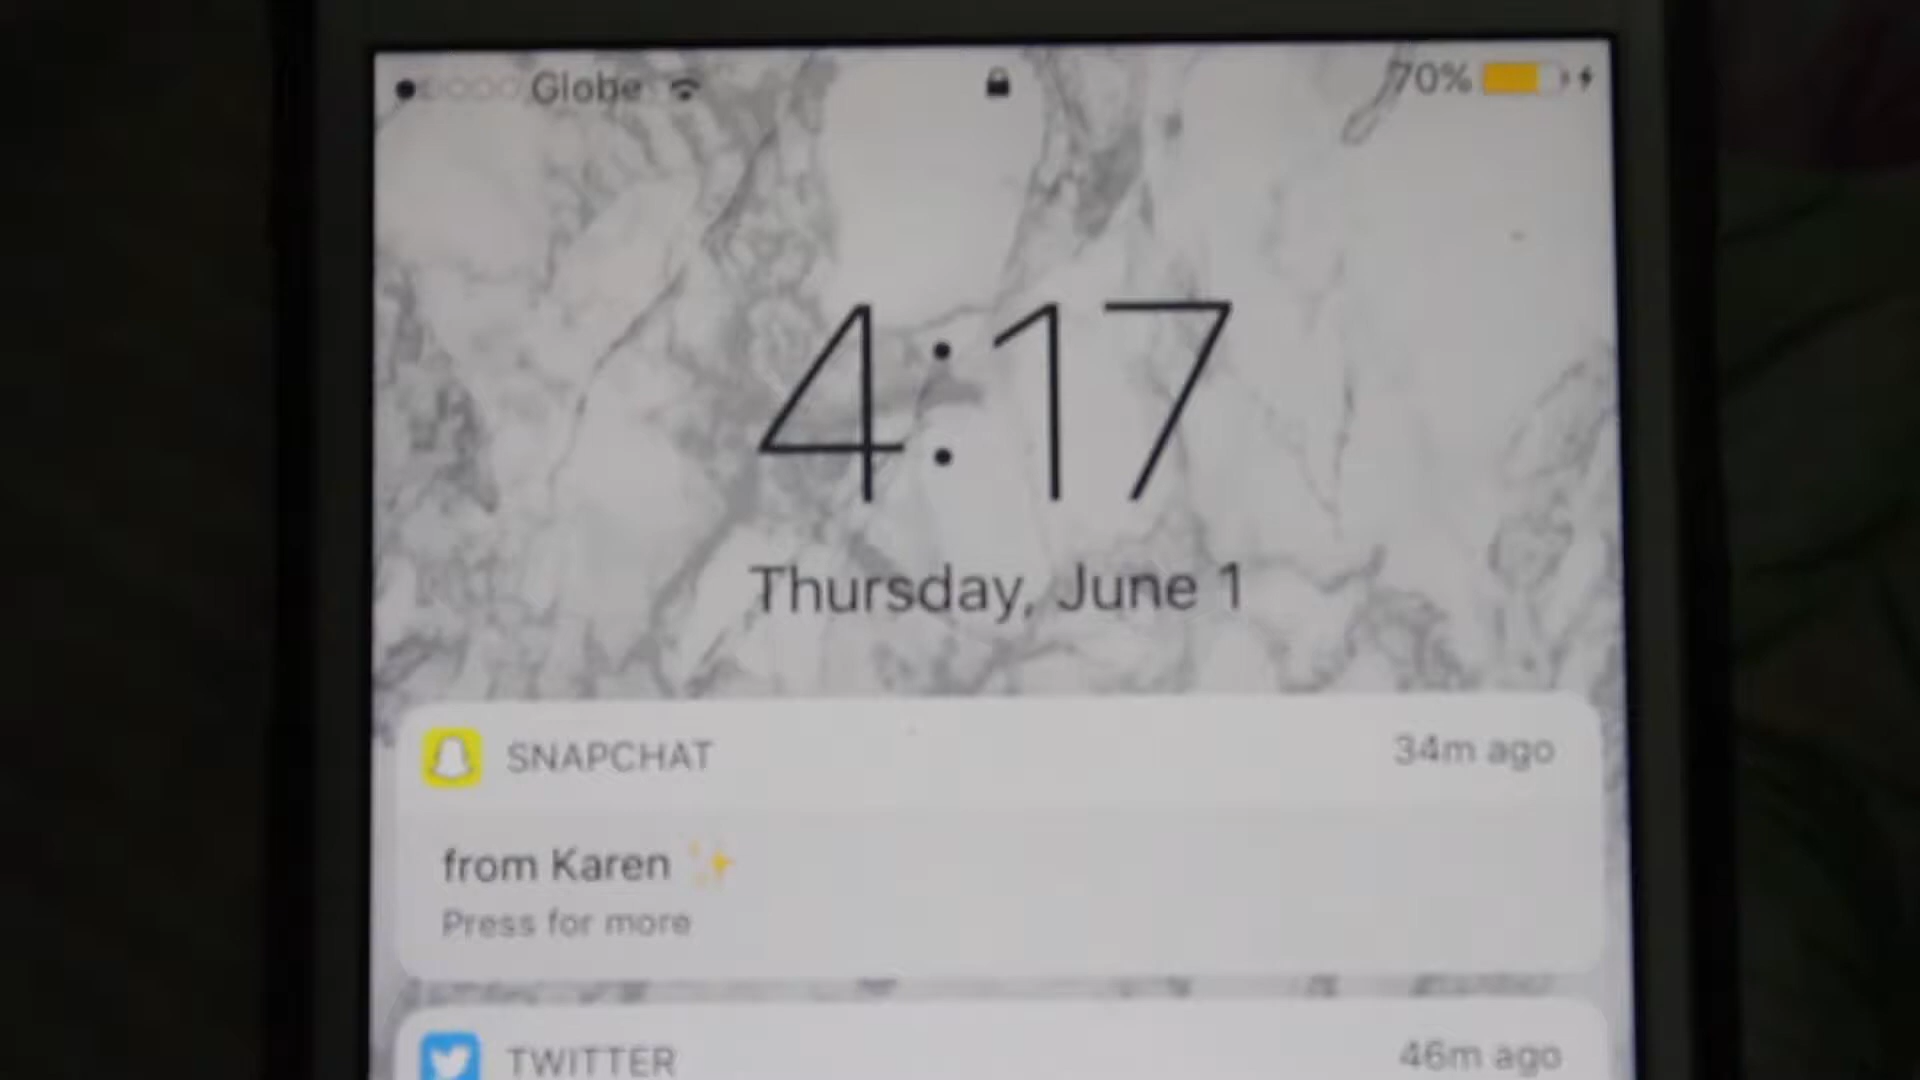 Globe
70%
4:17
Thursday, June 1
SNAPCHAT
34m ago
from Karen ✨
Press for more
TWITTER
46m ago